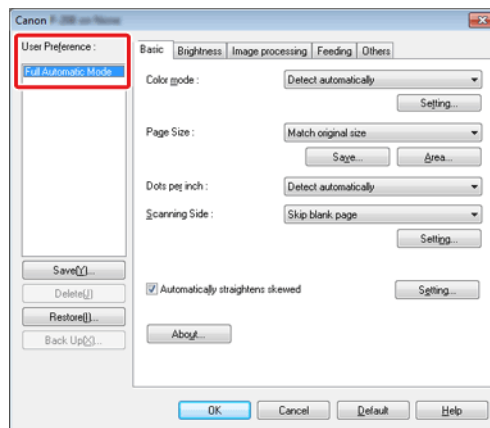 Canon
User Preference :
Full Automatic Mode
Save(Y)...
Delete(J)
Restore(I)...
Back Up(X)...
Basic
Brightness
Image processing
Feeding
Others
Color mode :
Detect automatically
Setting...
Page Size :
Match original size
Save...
Area...
Dots per inch :
Detect automatically
Scanning Side :
Skip blank page
Setting...
Automatically straightens skewed
Setting...
About...
OK
Cancel
Default
Help